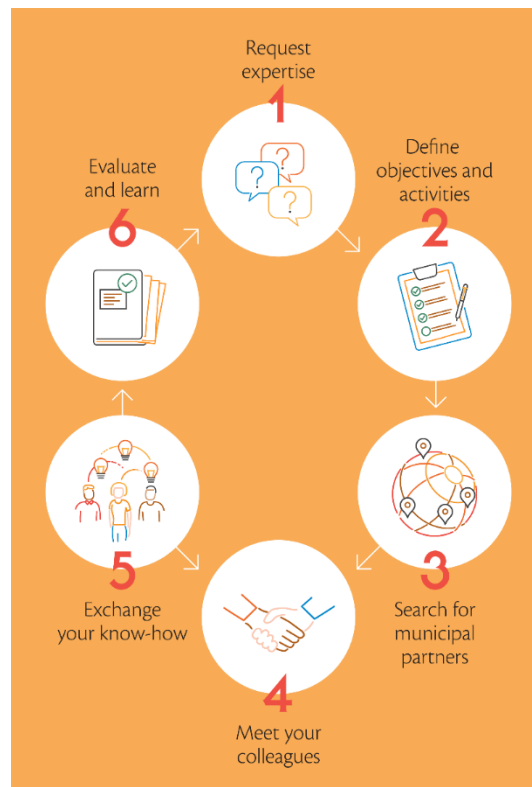 Request
expertise
1
Define
objectives and
activities
2
3
Search for
municipal
partners
4
Meet your
colleagues
5
Exchange
your know-how
Evaluate
and learn
6
? ? ?